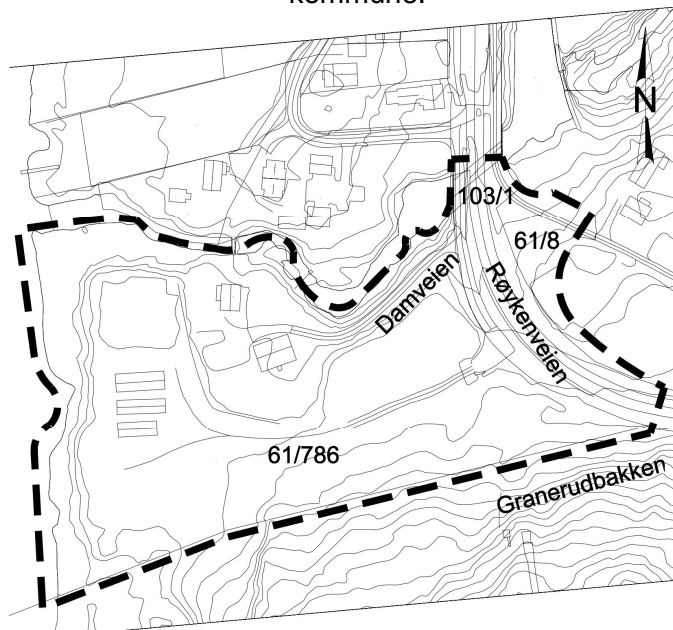 kommune.
N
103/1
61/8
Damveien
Røykenveien
61/786
Granerudbakken